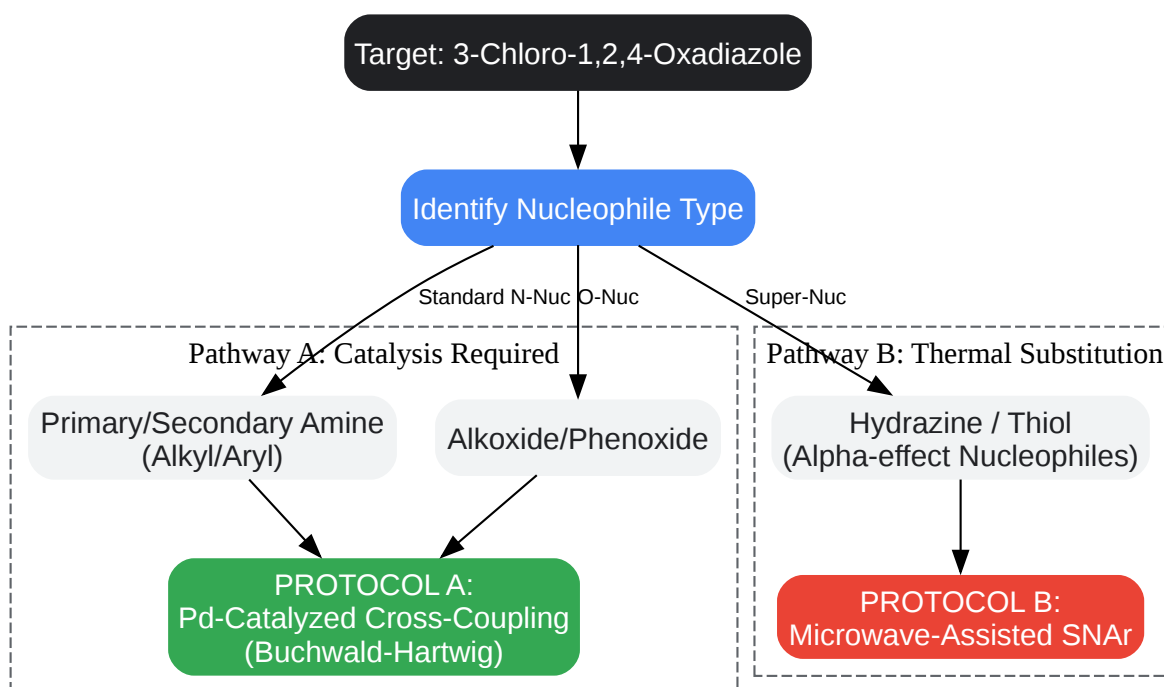 Target: 3-Chloro-1,2,4-Oxadiazole
Identify Nucleophile Type
Standard N-Nuc
O-Nuc
Super-Nuc
Pathway A: Catalysis Required
Pathway B: Thermal Substitution
Primary/Secondary Amine
(Alkyl/Aryl)
Alkoxide/Phenoxide
Hydrazine / Thiol
(Alpha-effect Nucleophiles)
PROTOCOL A:
Pd-Catalyzed Cross-Coupling
(Buchwald-Hartwig)
PROTOCOL B:
Microwave-Assisted SNAr